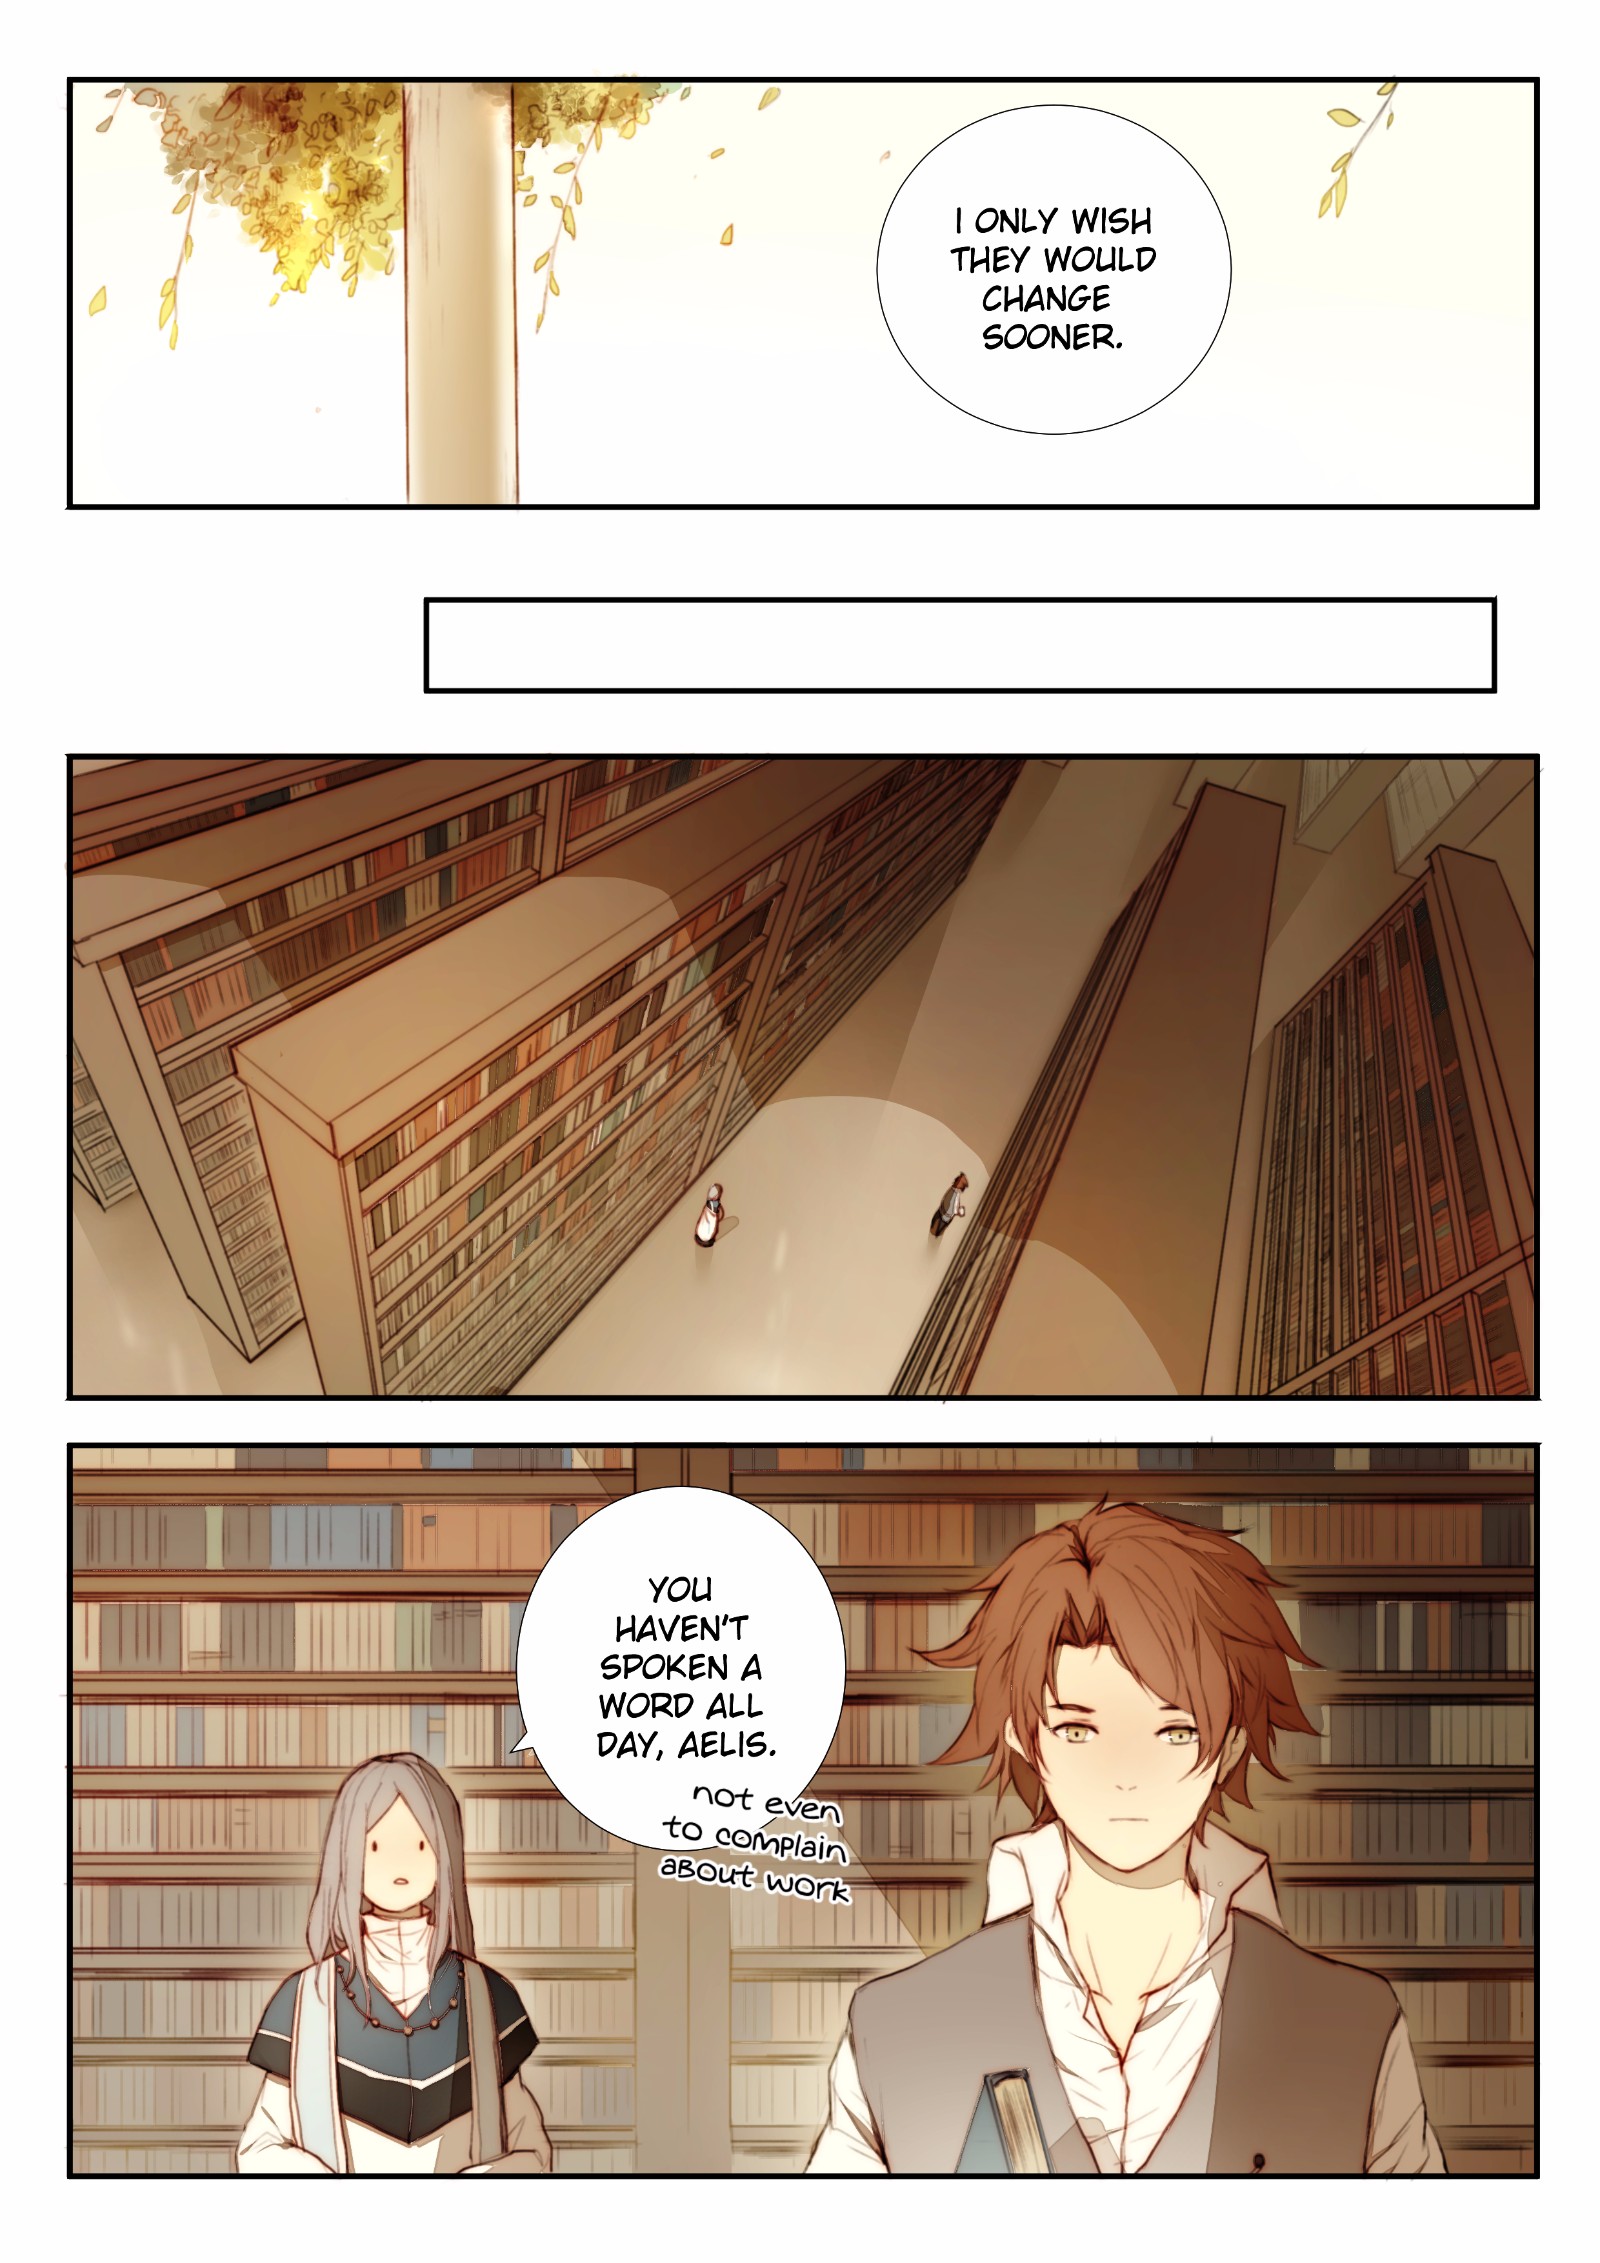 I ONLY WISH
THEY WOULD
CHANGE
SOONER.
YOU
HAVEN'T
SPOKEN A
WORD ALL
DAY, AELIS.
not even
to complain
about work